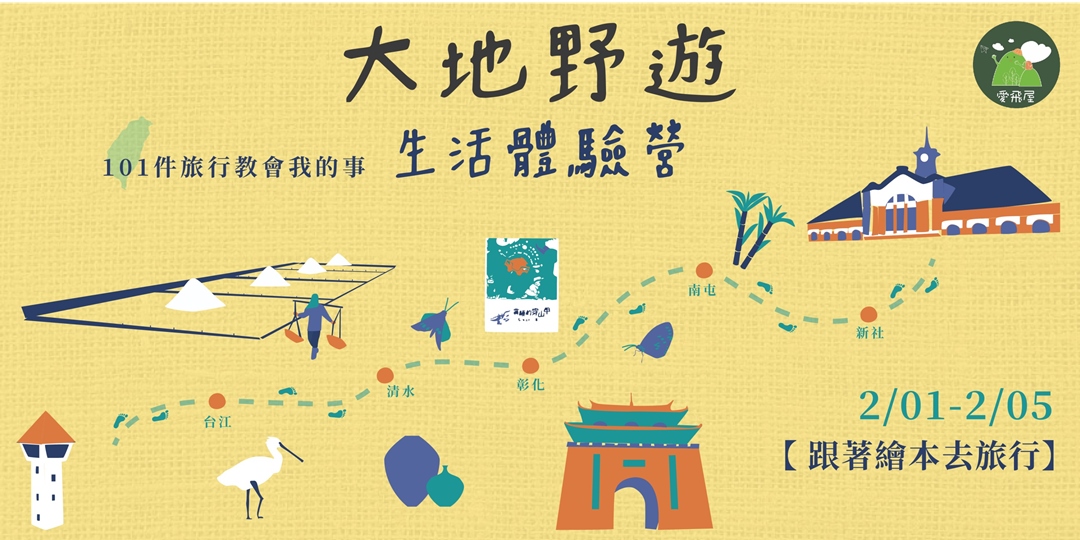 大地野遊
愛飛屋
生活體驗營
101件旅行教會我的事
南屯
新社
彰化
清水
台江
2/01-2/05
【跟著繪本去旅行】